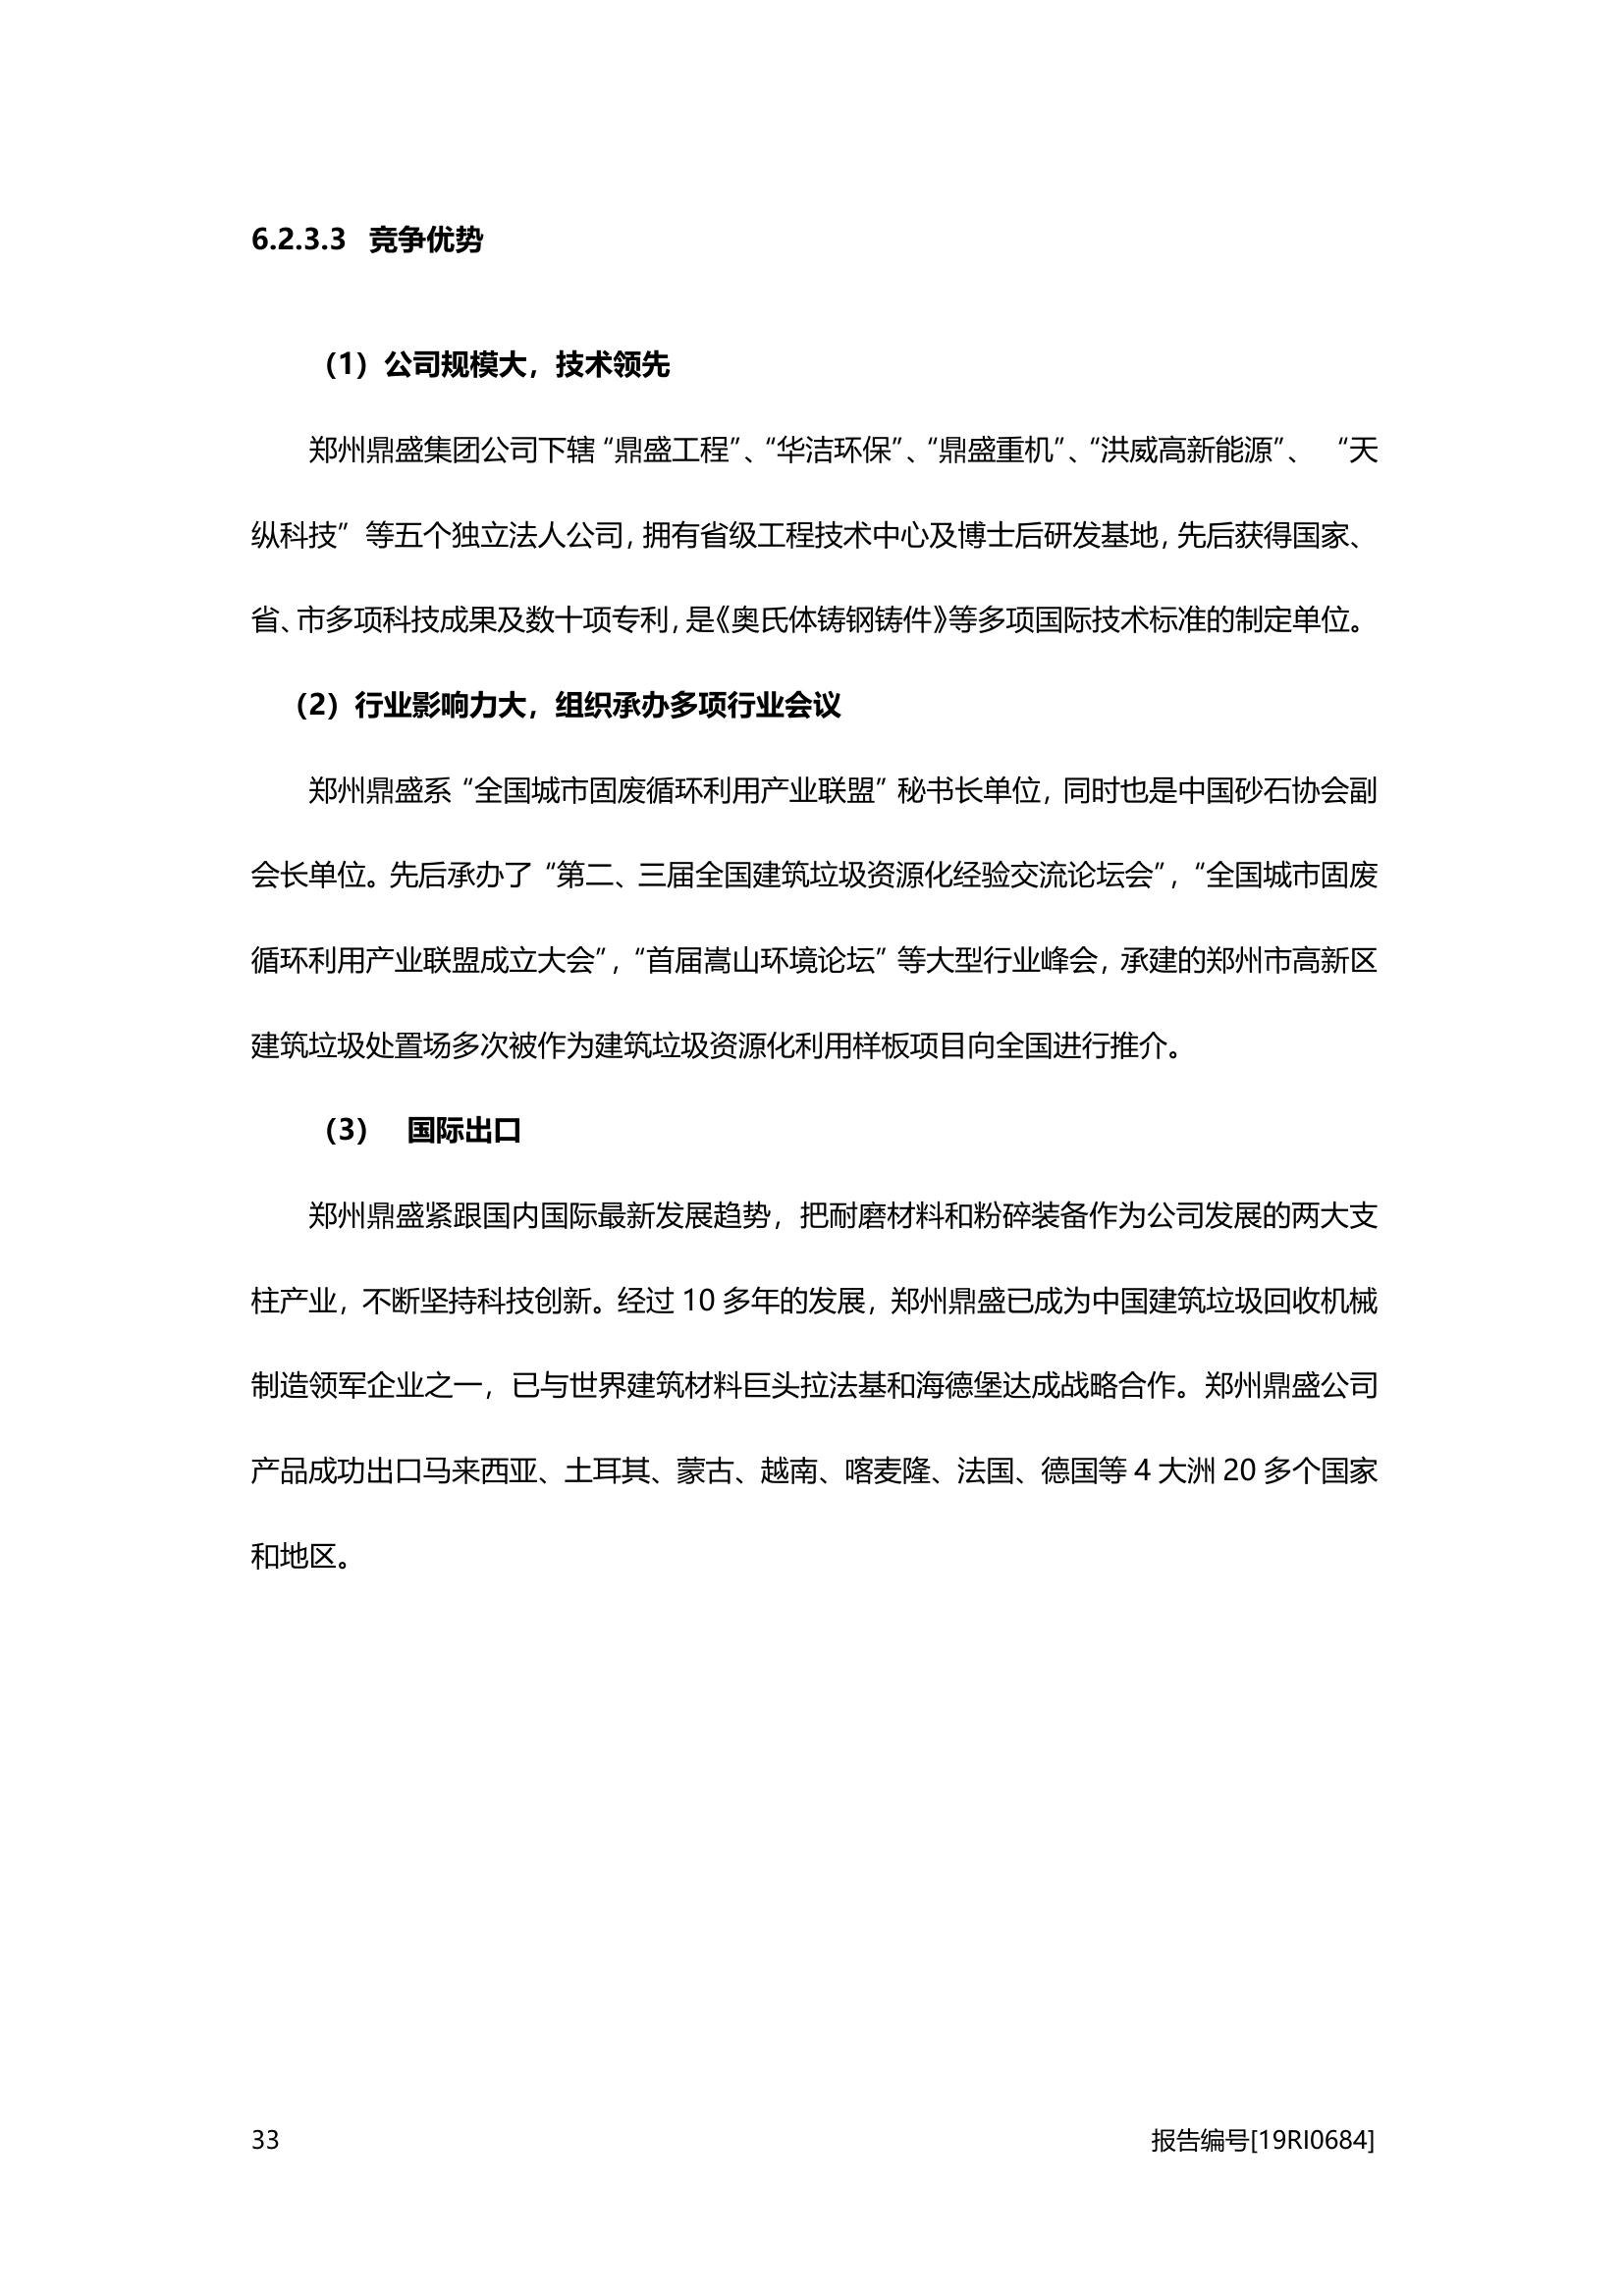 6.2.3.3 竞争优势
（1）公司规模大，技术领先
郑州鼎盛集团公司下辖“鼎盛工程”、“华洁环保”、“鼎盛重机”、“洪威高新能源”、 “天
纵科技”等五个独立法人公司，拥有省级工程技术中心及博士后研发基地，先后获得国家、
省、市多项科技成果及数十项专利，是《奥氏体铸钢铸件》等多项国际技术标准的制定单位。
（2）行业影响力大，组织承办多项行业会议
郑州鼎盛系“全国城市固废循环利用产业联盟”秘书长单位，同时也是中国砂石协会副
会长单位。先后承办了“第二、三届全国建筑垃圾资源化经验交流论坛会”，“全国城市固废
循环利用产业联盟成立大会”，“首届嵩山环境论坛”等大型行业峰会，承建的郑州市高新区
建筑垃圾处置场多次被作为建筑垃圾资源化利用样板项目向全国进行推介。
（3） 国际出口
郑州鼎盛紧跟国内国际最新发展趋势，把耐磨材料和粉碎装备作为公司发展的两大支
柱产业，不断坚持科技创新。经过 10 多年的发展，郑州鼎盛已成为中国建筑垃圾回收机械
制造领军企业之一，已与世界建筑材料巨头拉法基和海德堡达成战略合作。郑州鼎盛公司
产品成功出口马来西亚、土耳其、蒙古、越南、喀麦隆、法国、德国等 4 大洲 20 多个国家
和地区。
33 报告编号[19RI0684]